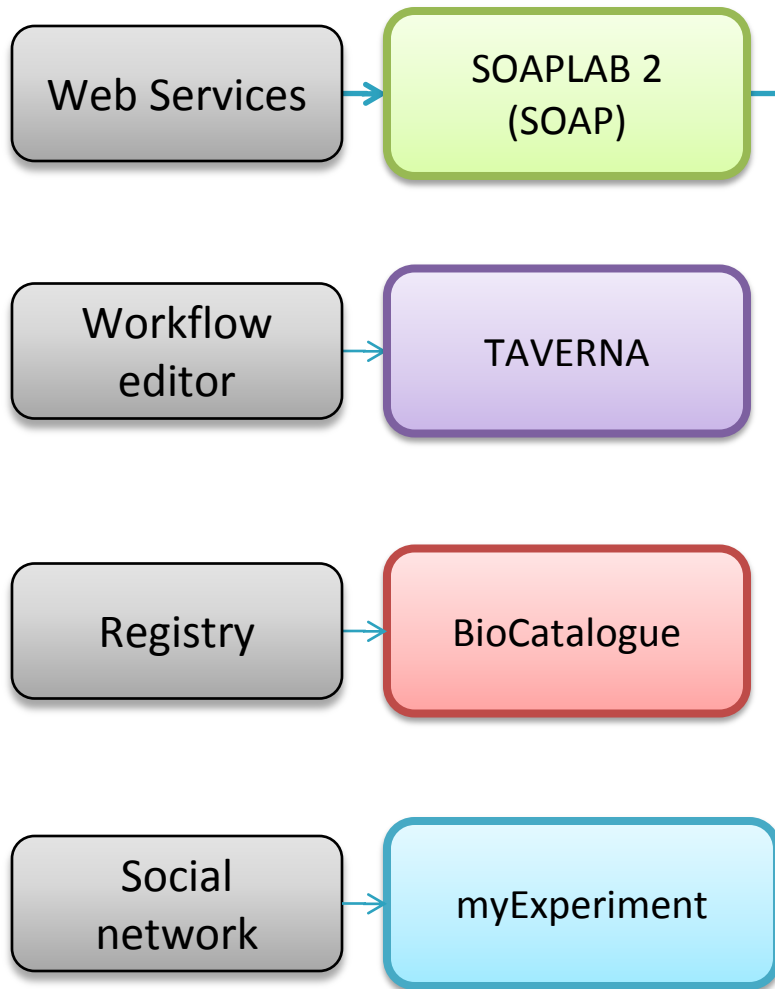 Web Services
SOAPLAB 2
(SOAP)
Workflow
editor
TAVERNA
Registry
BioCatalogue
Social
network
myExperiment